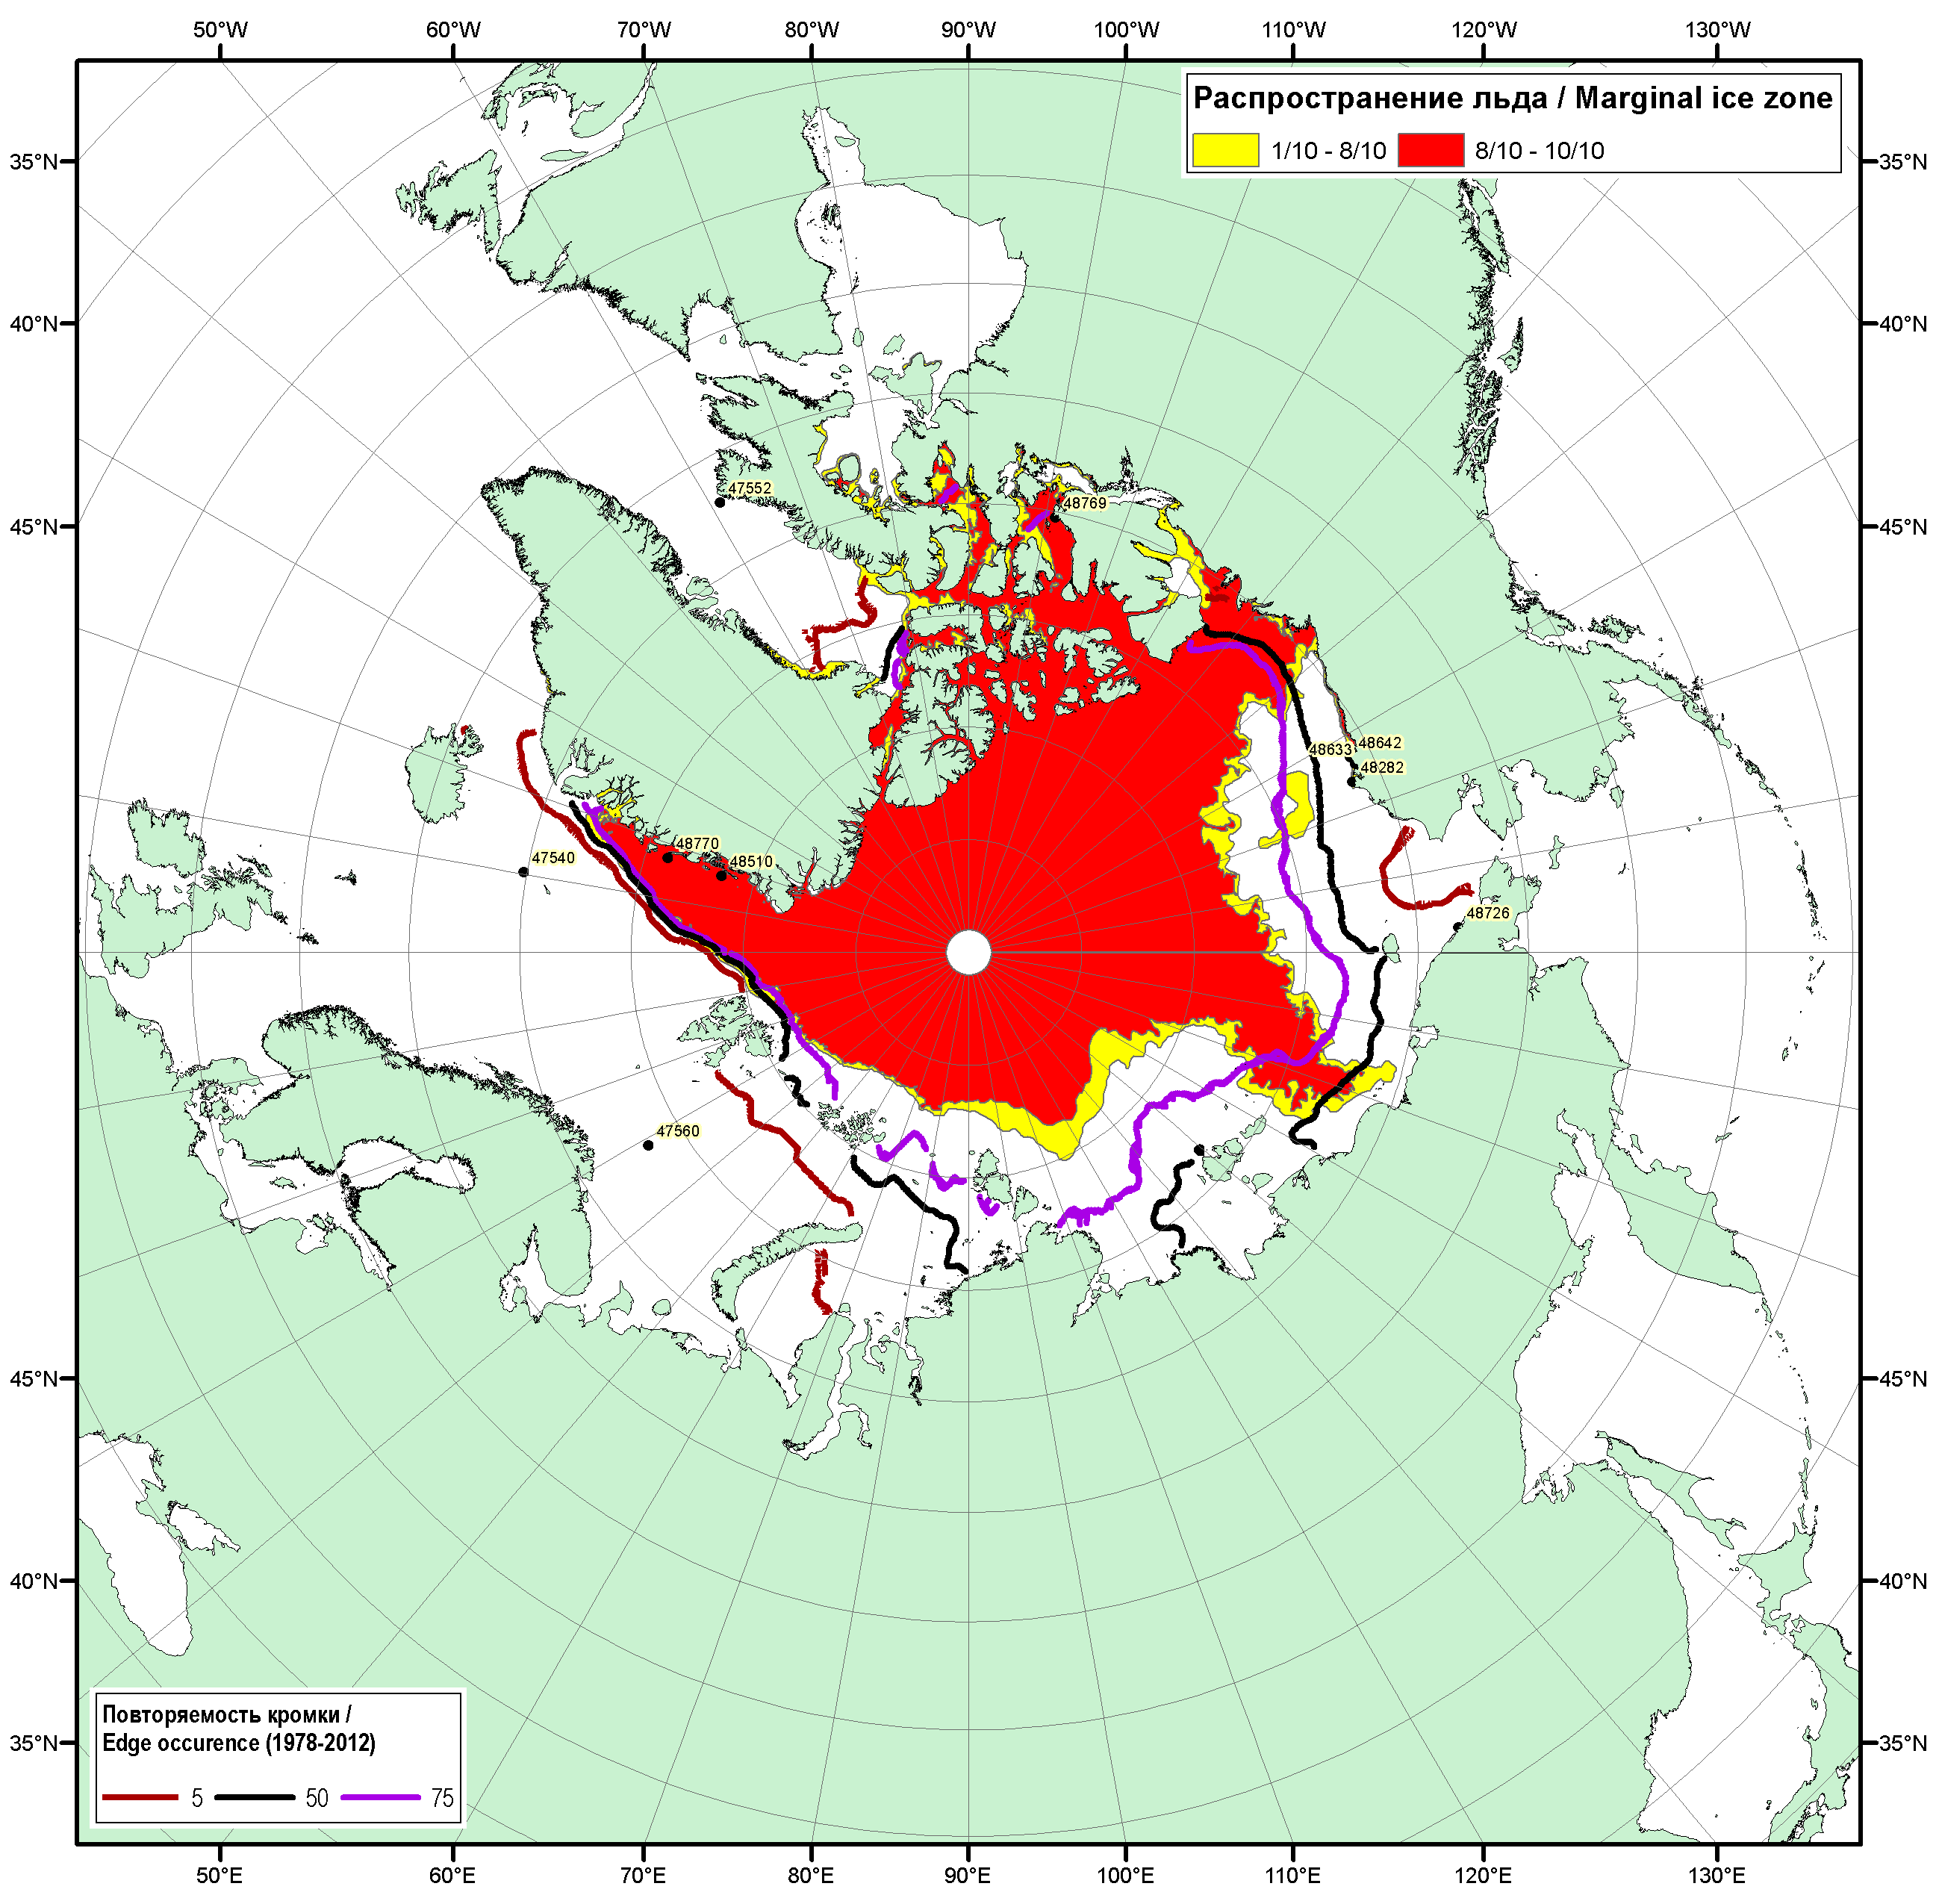 50°W 60°W 70°W 80°W 90°W 100°W 110°W 120°W 130°W
Распространение льда / Marginal ice zone
1/10 - 8/10 8/10 - 10/10
35°N 35°N
40°N 40°N
47552
48769
45°N 45°N
48642
48633
48282
48770
47540 48510
48726
47560
45°N 45°N
40°N 40°N
Повторяемость кромки /
Edge occurence (1978-2012)
35°N 35°N
5 50 75
50°E 60°E 70°E 80°E 90°E 100°E 110°E 120°E 130°E